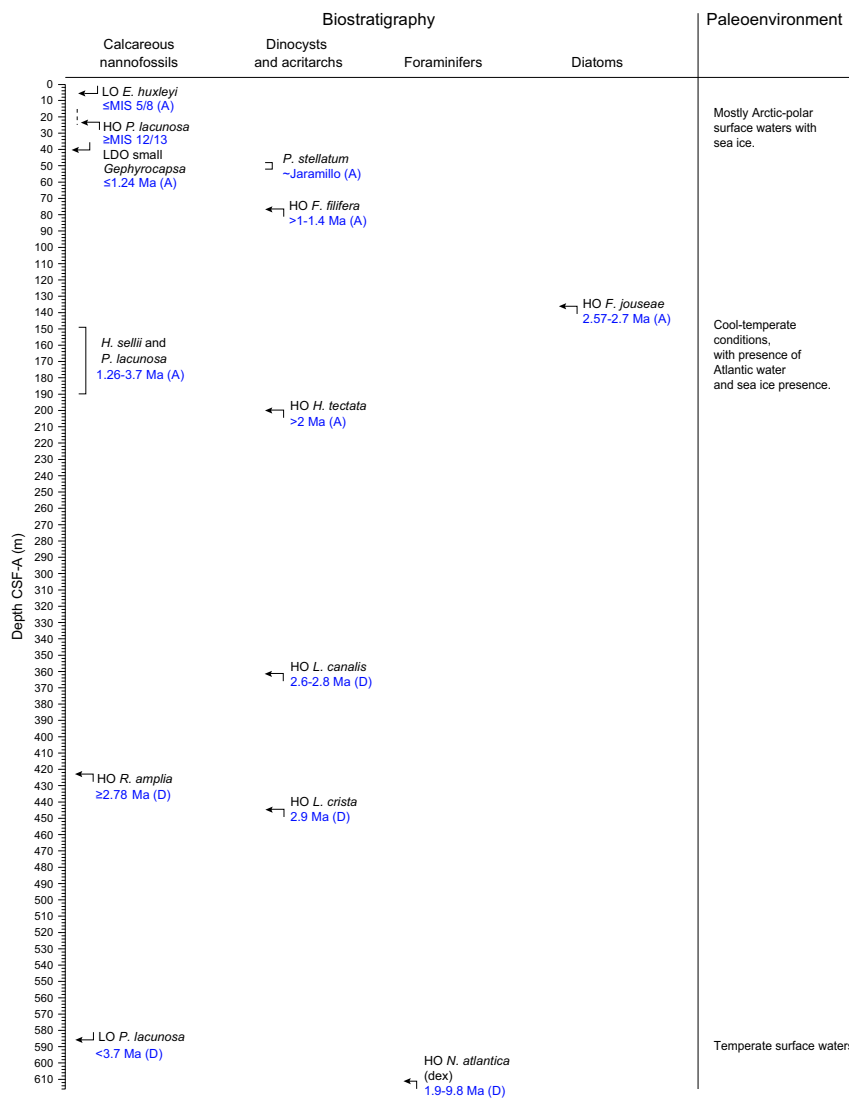 Biostratigraphy
Paleoenvironment
Calcareous
nannofossils
Dinocysts
and acritarchs
Foraminifers
Diatoms
Depth CSF-A (m)
0
10
20
30
40
50
60
70
80
90
100
110
120
130
140
150
160
170
180
190
200
210
220
230
240
250
260
270
280
290
300
310
320
330
340
350
360
370
380
390
400
410
420
430
440
450
460
470
480
490
500
510
520
530
540
550
560
570
580
590
600
610
LO E. huxleyi
≤MIS 5/8 (A)
HO P. lacunosa
≥MIS 12/13
LDO small
Gephyrocapsa
≤1.24 Ma (A)
H. sellii and
P. lacunosa
1.26-3.7 Ma (A)
HO R. amplia
≥2.78 Ma (D)
LO P. lacunosa
<3.7 Ma (D)
P. stellatum
~Jaramillo (A)
HO F. filifera
>1-1.4 Ma (A)
HO H. tectata
>2 Ma (A)
HO L. canalis
2.6-2.8 Ma (D)
HO L. crista
2.9 Ma (D)
HO N. atlantica
(dex)
1.9-9.8 Ma (D)
HO F. jouseae
2.57-2.7 Ma (A)
Mostly Arctic-polar
surface waters with
sea ice.
Cool-temperate
conditions,
with presence of
Atlantic water
and sea ice presence.
Temperate surface waters